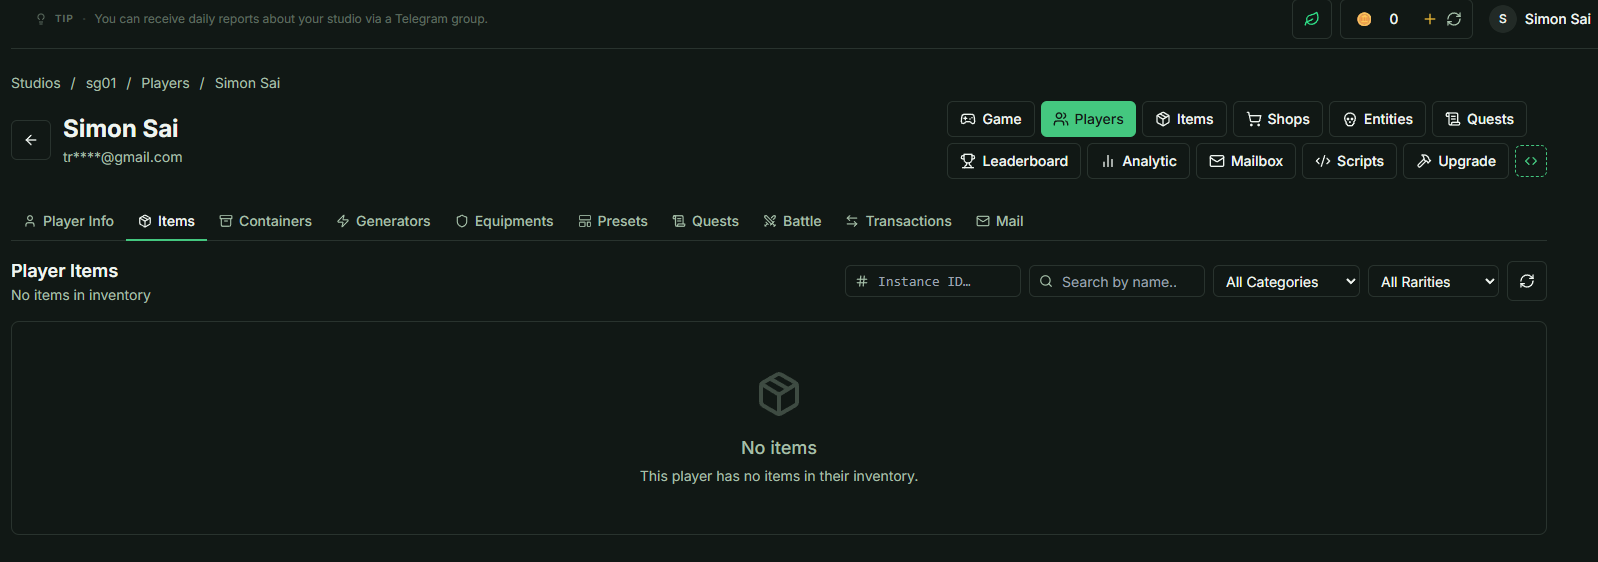 TIP · You can receive daily reports about your studio via a Telegram group.
0
S Simon Sai
Studios / sg01 / Players / Simon Sai
Simon Sai
tr****@gmail.com
Game Players Items Shops Entities Quests
Leaderboard Analytic Mailbox Scripts Upgrade
Player Info Items Containers Generators Equipments Presets Quests Battle Transactions Mail
Player Items
No items in inventory
# Instance ID… Search by name.. All Categories All Rarities
No items
This player has no items in their inventory.